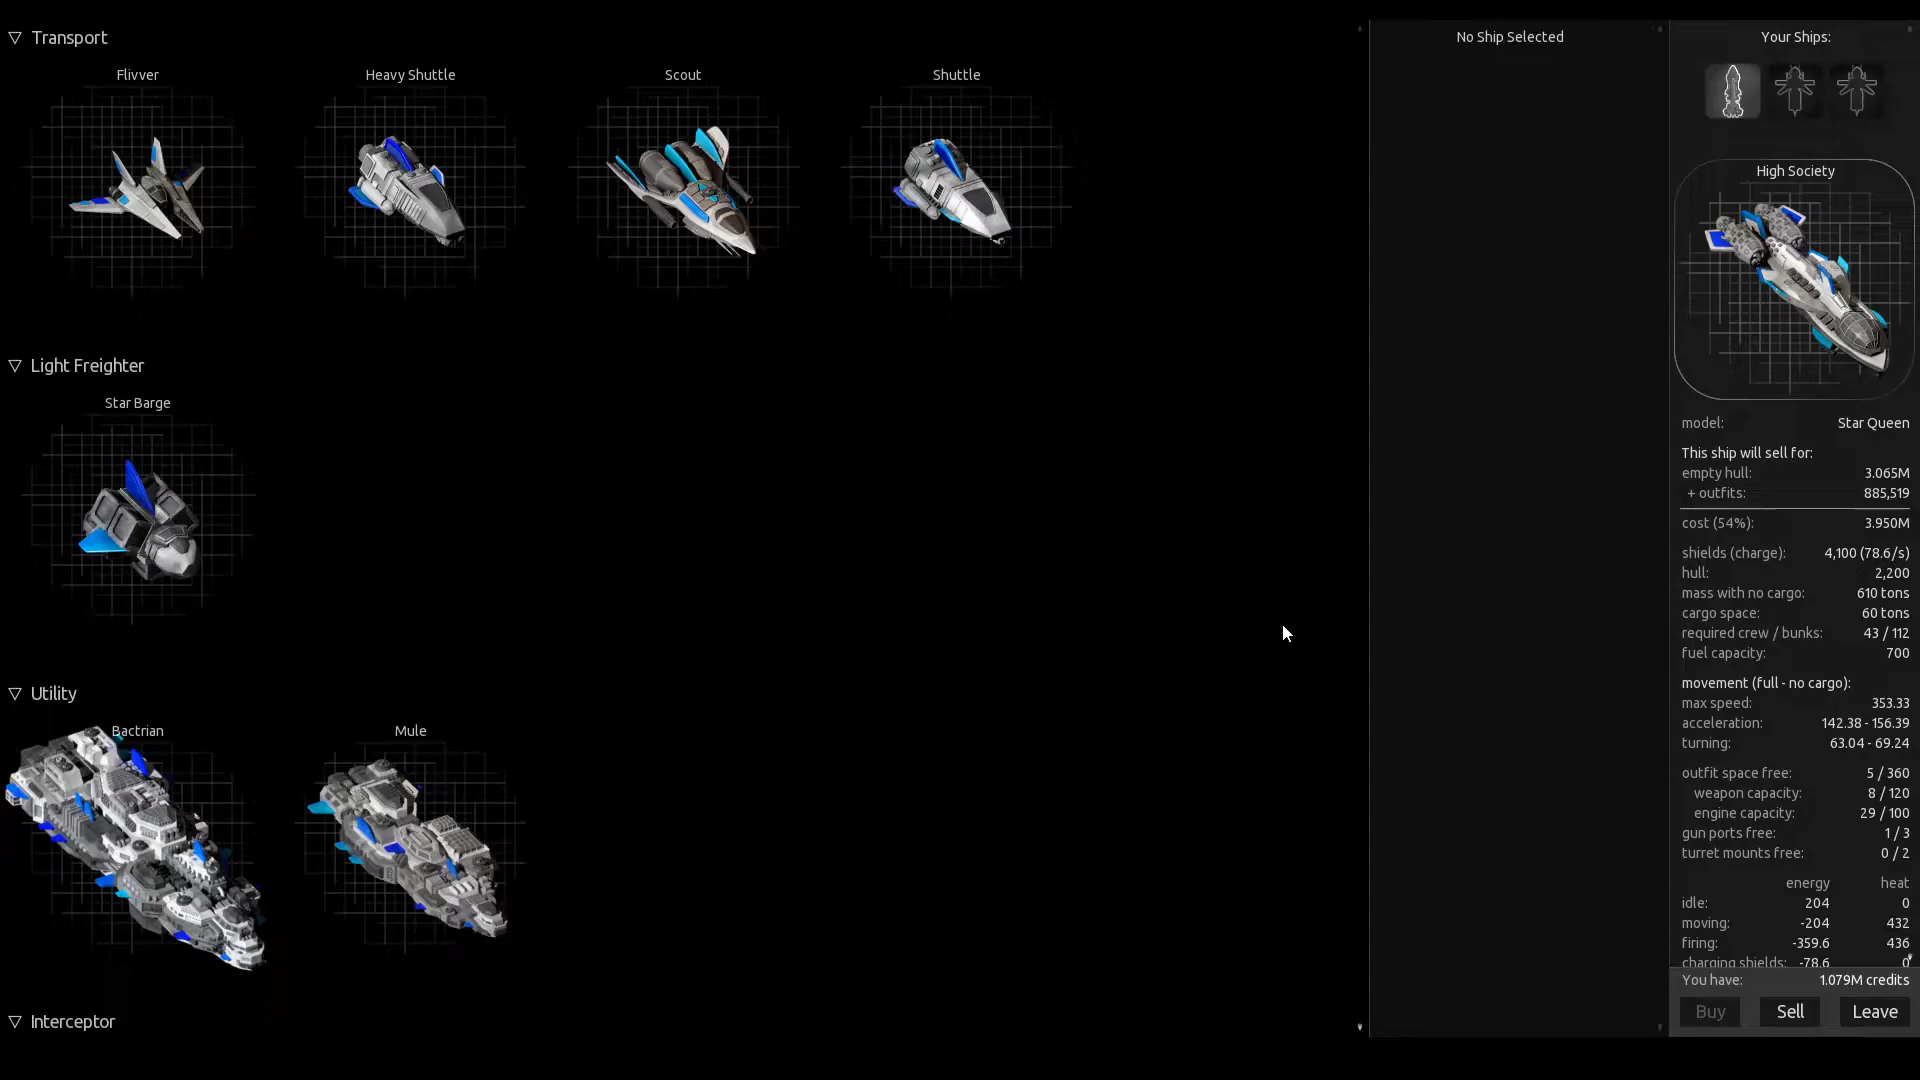 ▽ Transport
Flivver
Heavy Shuttle
Scout
Shuttle
▽ Light Freighter
Star Barge
▽ Utility
Bactrian
Mule
▽ Interceptor
No Ship Selected
Your Ships:
High Society
model: Star Queen
This ship will sell for:
empty hull: 3.065M
+ outfits: 885,519
cost (54%): 3.950M
shields (charge): 4,100 (78.6/s)
hull: 2,200
mass with no cargo: 610 tons
cargo space: 60 tons
required crew / bunks: 43 / 112
fuel capacity: 700
movement (full - no cargo):
max speed: 353.33
acceleration: 142.38 - 156.39
turning: 63.04 - 69.24
outfit space free: 5 / 360
weapon capacity: 8 / 120
engine capacity: 29 / 100
gun ports free: 1 / 3
turret mounts free: 0 / 2
energy heat
idle: 204 0
moving: -204 432
firing: -359.6 436
charging shields: -78.6 0
You have: 1.079M credits
Buy Sell Leave